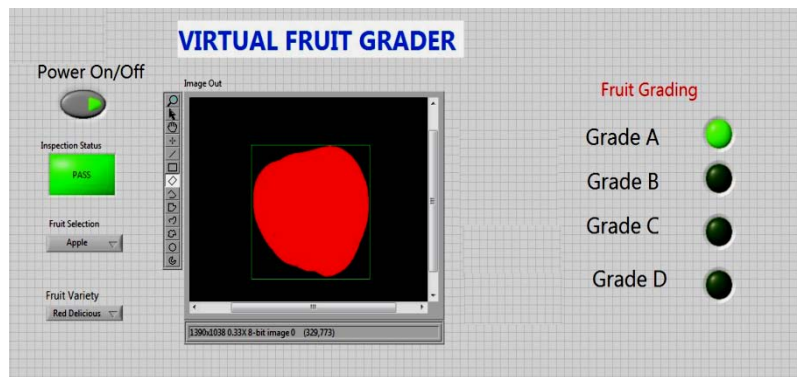 VIRTUAL FRUIT GRADER
Power On/Off
Inspection Status
PASS
Fruit Selection
Apple
Fruit Variety
Red Delicious
Image Out
1390x1038 0.33X 8-bit image 0 (329,773)
Fruit Grading
Grade A
Grade B
Grade C
Grade D